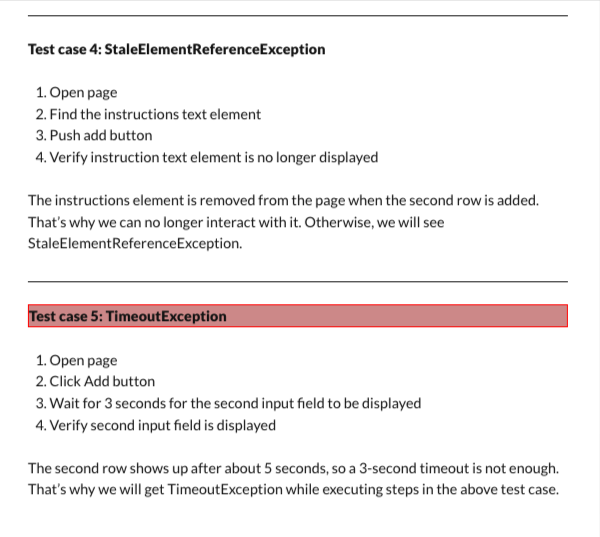 Test case 4: StaleElementReferenceException
1. Open page
2. Find the instructions text element
3. Push add button
4. Verify instruction text element is no longer displayed
The instructions element is removed from the page when the second row is added.
That’s why we can no longer interact with it. Otherwise, we will see
StaleElementReferenceException.
Test case 5: TimeoutException
1. Open page
2. Click Add button
3. Wait for 3 seconds for the second input field to be displayed
4. Verify second input field is displayed
The second row shows up after about 5 seconds, so a 3-second timeout is not enough.
That’s why we will get TimeoutException while executing steps in the above test case.